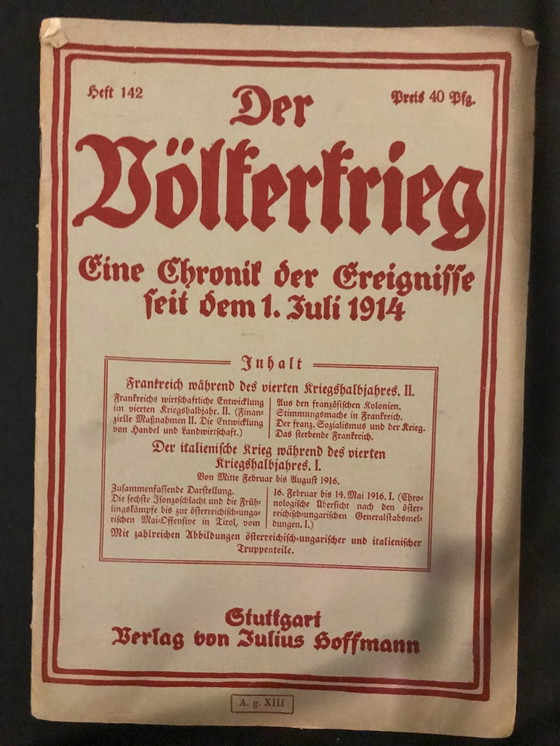 Heft 142
Preis 40 Pfg.
Der
Völkerkrieg
Eine Chronik der Ereignisse
seit dem 1. Juli 1914
Inhalt
Frankreich während des vierten Kriegshalbjahres. II.
Frankreichs wirtschaftliche Entwicklung
im vierten Kriegshalbjahr. II. (Finan-
zielle Maßnahmen II. Die Entwicklung
von Handel und Landwirtschaft.)
Aus den französischen Kolonien.
Stimmungsmache in Frankreich.
Der franz. Sozialismus und der Krieg.
Das sterbende Frankreich.
Der italienische Krieg während des vierten
Kriegshalbjahres. I.
Von Mitte Februar bis August 1916.
Zusammenfassende Darstellung.
Die sechste Isonzoschlacht und die Früh-
lingskämpfe bis zur österreichisch-unga-
rischen Mai-Offensive in Tirol, vom
16. Februar bis 14. Mai 1916. I. (Chro-
nologische Übersicht nach den öster-
reichisch-ungarischen Generalstabsmel-
dungen. I.)
Mit zahlreichen Abbildungen österreichisch-ungarischer und italienischer
Truppenteile.
Stuttgart
Verlag von Julius Hoffmann
A. g. XIII